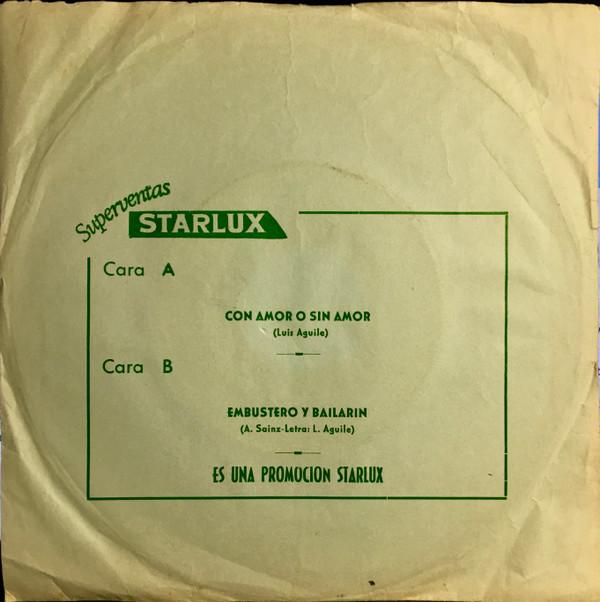 Superventas
STARLUX
Cara A
CON AMOR O SIN AMOR
(Luis Aguile)
Cara B
EMBUSTERO Y BAILARIN
(A. Sainz-Letra: L. Aguile)
ES UNA PROMOCION STARLUX